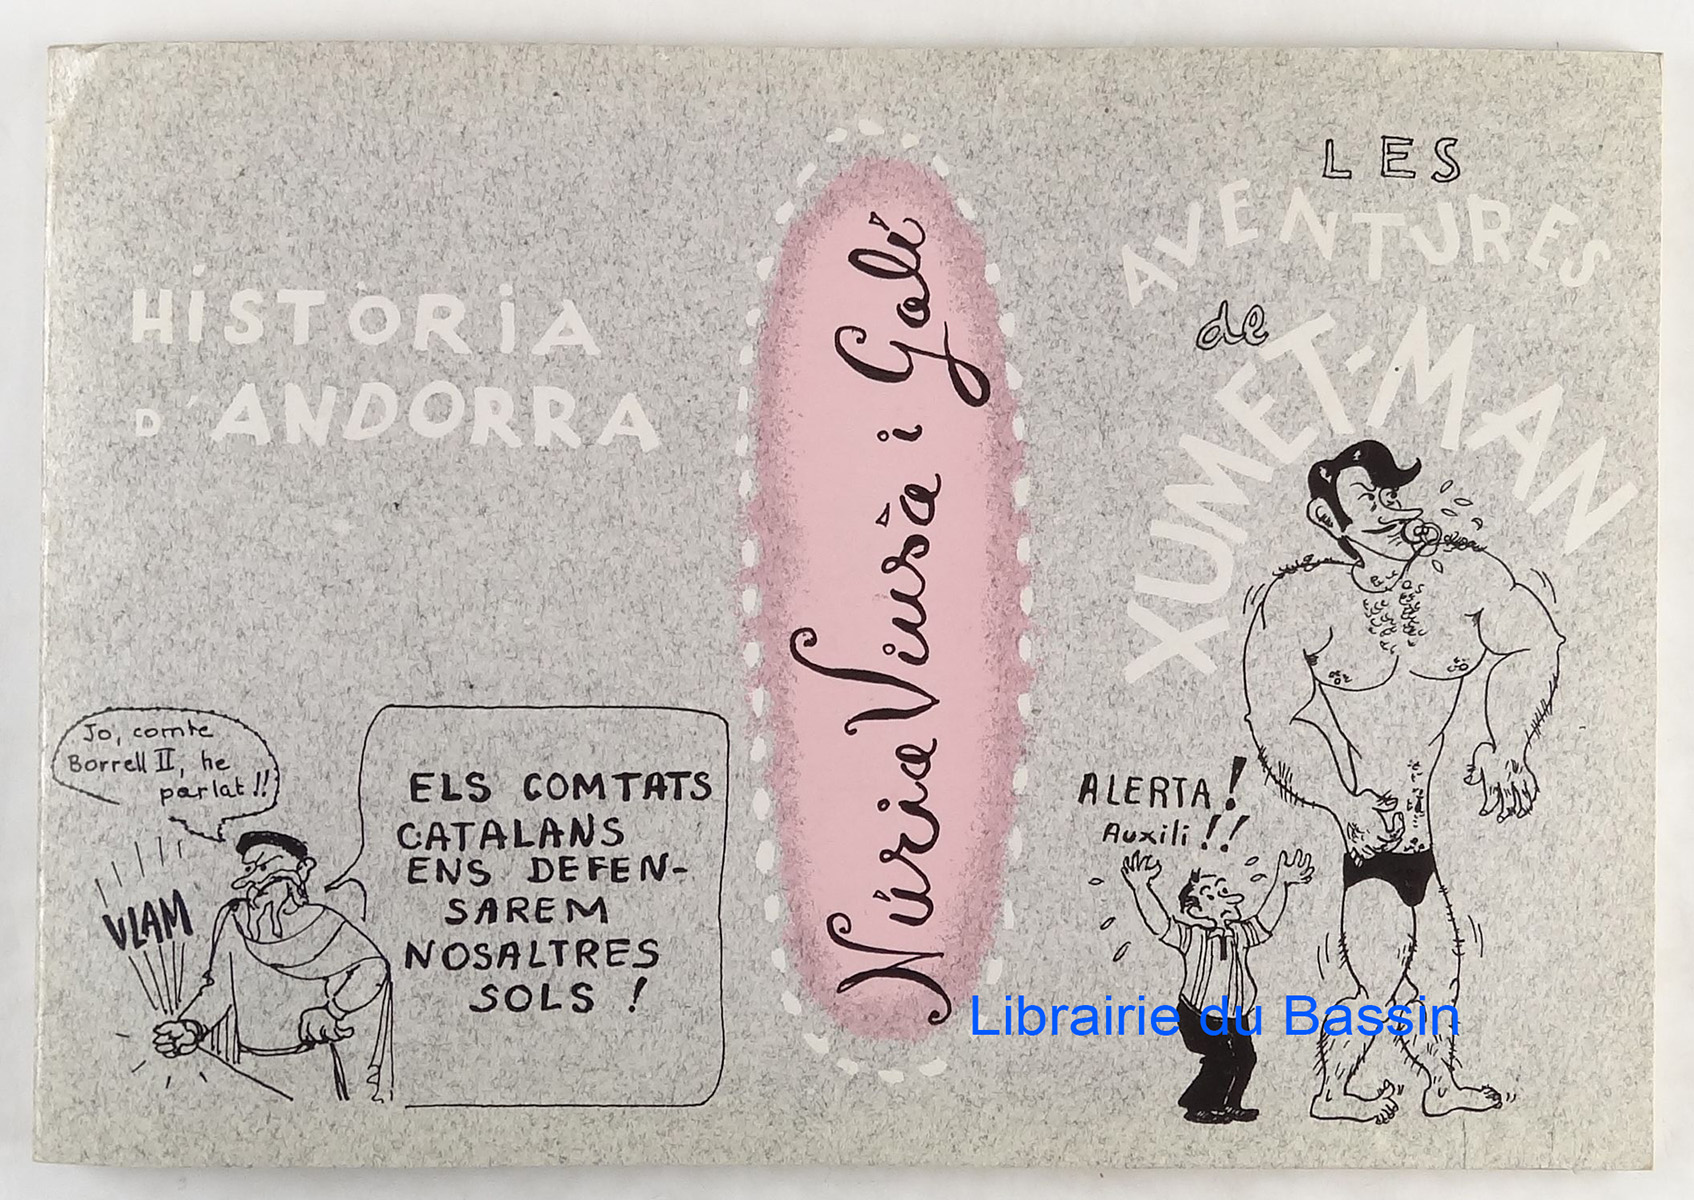 HISTÒRIA
D'ANDORRA
Jo, comte
Borrell II, he
parlat!!
VLAM
ELS COMTATS
CATALANS
ENS DEFEN-
SAREM
NOSALTRES
SOLS !
Núria Viusà i Galí
LES
AVENTURES
de
XUMET-MAN
ALERTA!
Auxili!!
Librairie du Bassin